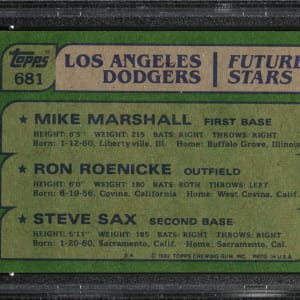 Topps
681
LOS ANGELES
DODGERS
FUTURE
STARS
★ MIKE MARSHALL FIRST BASE
HEIGHT: 6'5" WEIGHT: 215 BATS: RIGHT THROWS: RIGHT
Born: 1-12-60, Libertyville, Ill. Home: Buffalo Grove, Illinois
★ RON ROENICKE OUTFIELD
HEIGHT: 6'0" WEIGHT: 180 BATS: BOTH THROWS: LEFT
Born: 8-19-56, Covina, California Home: West Covina, Calif.
★ STEVE SAX SECOND BASE
HEIGHT: 5'11" WEIGHT: 185 BATS: RIGHT THROWS: RIGHT
Born: 1-20-60, Sacramento, Calif. Home: Sacramento, Cal
© 1982 TOPPS CHEWING GUM, INC. PRTD. IN U.S.A.